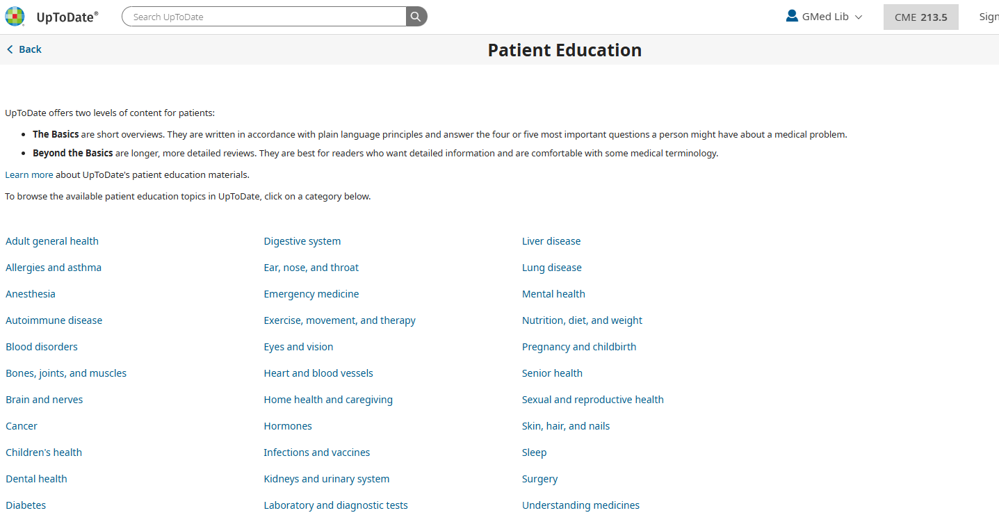 UpToDate®
Search UpToDate
GMed Lib
CME 213.5
Sign
Back
Patient Education
UpToDate offers two levels of content for patients:
• The Basics are short overviews. They are written in accordance with plain language principles and answer the four or five most important questions a person might have about a medical problem.
• Beyond the Basics are longer, more detailed reviews. They are best for readers who want detailed information and are comfortable with some medical terminology.
Learn more about UpToDate's patient education materials.
To browse the available patient education topics in UpToDate, click on a category below.
Adult general health
Allergies and asthma
Anesthesia
Autoimmune disease
Blood disorders
Bones, joints, and muscles
Brain and nerves
Cancer
Children's health
Dental health
Diabetes
Digestive system
Ear, nose, and throat
Emergency medicine
Exercise, movement, and therapy
Eyes and vision
Heart and blood vessels
Home health and caregiving
Hormones
Infections and vaccines
Kidneys and urinary system
Laboratory and diagnostic tests
Liver disease
Lung disease
Mental health
Nutrition, diet, and weight
Pregnancy and childbirth
Senior health
Sexual and reproductive health
Skin, hair, and nails
Sleep
Surgery
Understanding medicines